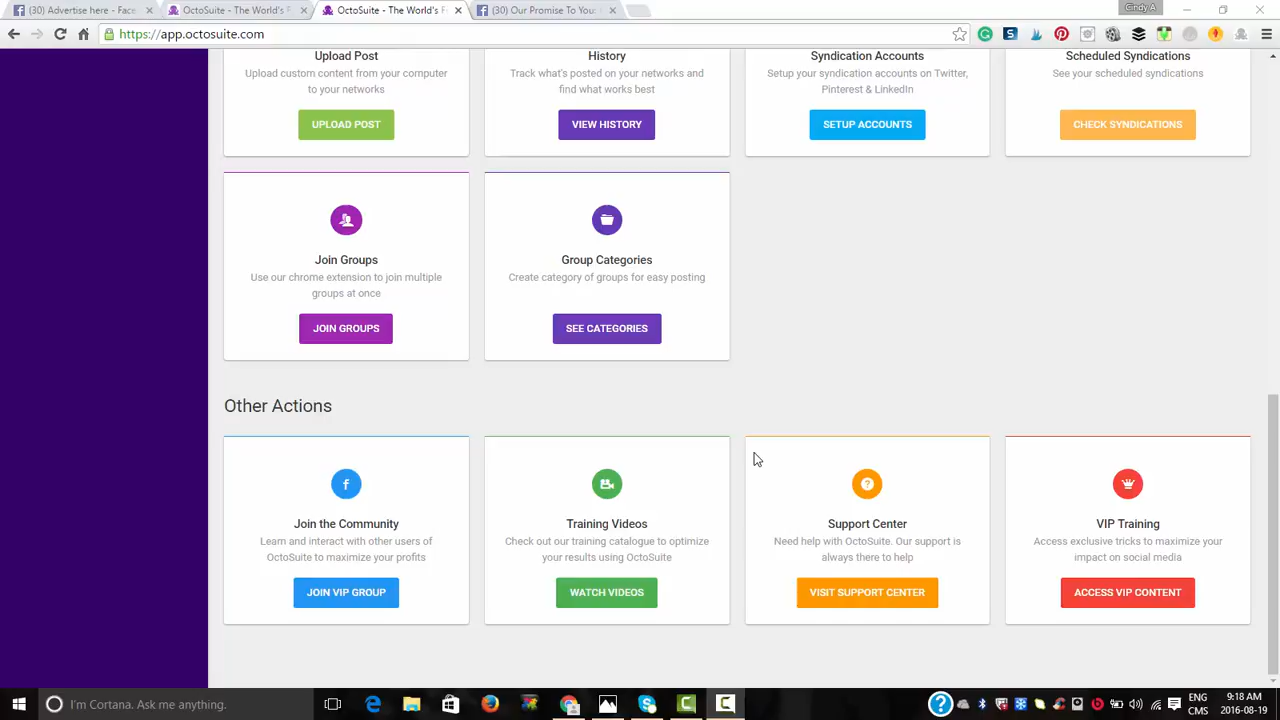 (30) Advertise here - Face
OctoSuite - The World's F
OctoSuite - The World's F
(30) Our Promise To You:
Cindy A
https://app.octosuite.com
Upload Post
Upload custom content from your computer
to your networks
UPLOAD POST
History
Track what's posted on your networks and
find what works best
VIEW HISTORY
Syndication Accounts
Setup your syndication accounts on Twitter,
Pinterest & LinkedIn
SETUP ACCOUNTS
Scheduled Syndications
See your scheduled syndications
CHECK SYNDICATIONS
Join Groups
Use our chrome extension to join multiple
groups at once
JOIN GROUPS
Group Categories
Create category of groups for easy posting
SEE CATEGORIES
Other Actions
Join the Community
Learn and interact with other users of
OctoSuite to maximize your profits
JOIN VIP GROUP
Training Videos
Check out our training catalogue to optimize
your results using OctoSuite
WATCH VIDEOS
Support Center
Need help with OctoSuite. Our support is
always there to help
VISIT SUPPORT CENTER
VIP Training
Access exclusive tricks to maximize your
impact on social media
ACCESS VIP CONTENT
I'm Cortana. Ask me anything.
ENG
CMS
9:18 AM
2016-08-19